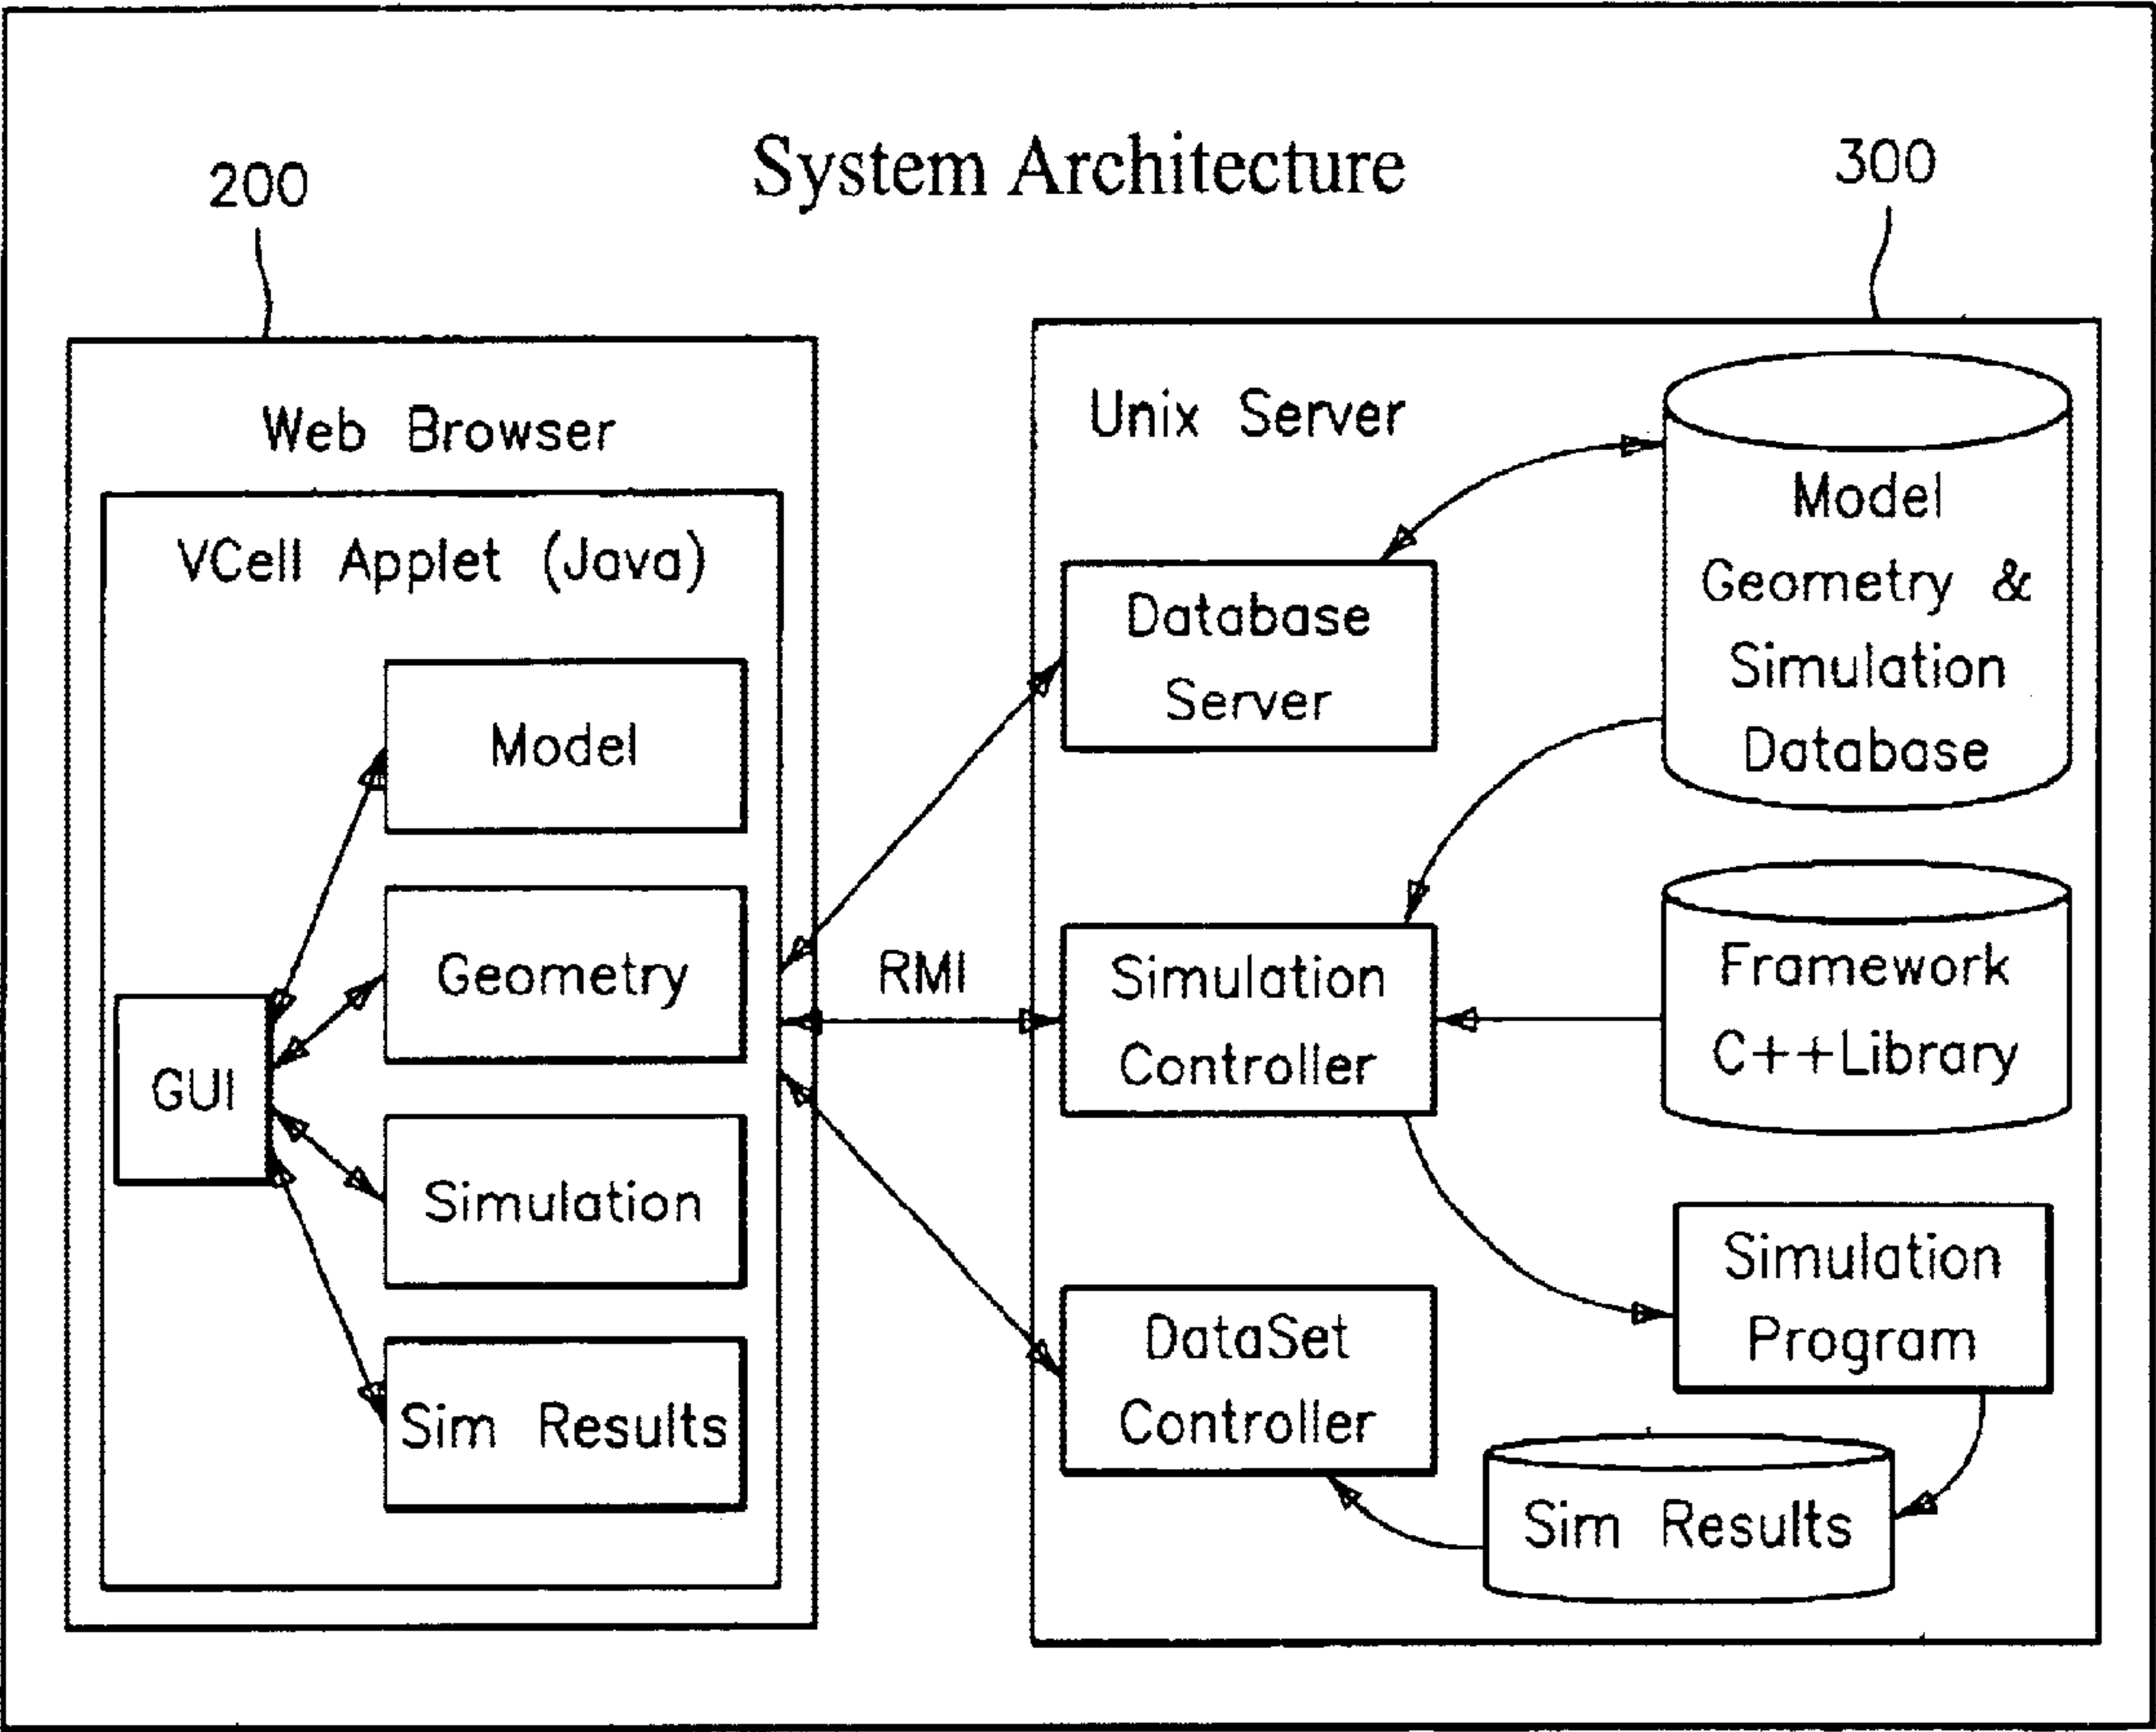 System Architecture
200
300
Web Browser
VCell Applet (Java)
Model
Geometry
GUI
Simulation
Sim Results
RMI
Unix Server
Database
Server
Model
Geometry &
Simulation
Database
Simulation
Controller
Framework
C++Library
Simulation
Program
DataSet
Controller
Sim Results